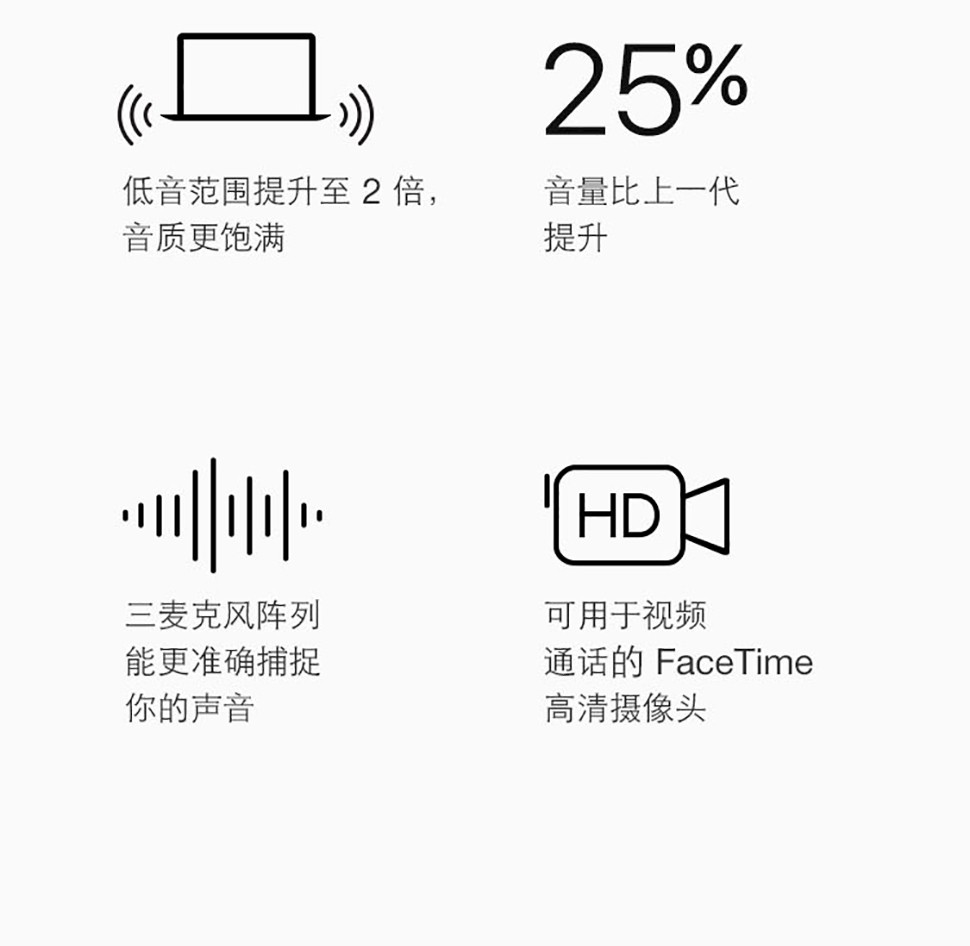 低音范围提升至 2 倍，
音质更饱满
25%
音量比上一代
提升
三麦克风阵列
能更准确捕捉
你的声音
HD
可用于视频
通话的 FaceTime
高清摄像头